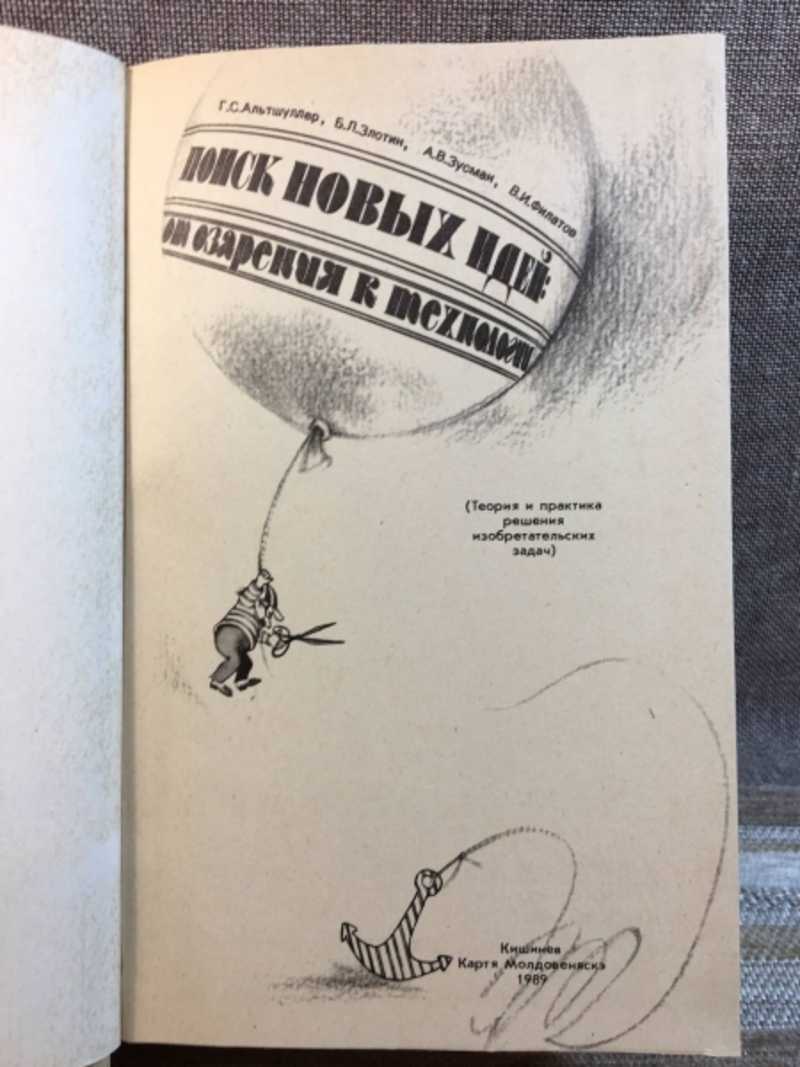 Г.С.Альтшуллер, Б.Л.Злотин, А.В.Зусман, В.И.Филатов
ПОИСК НОВЫХ ИДЕЙ:
от озарения к технологии
(Теория и практика
решения
изобретательских
задач)
Кишинев
Картя Молдовеняскэ
1989